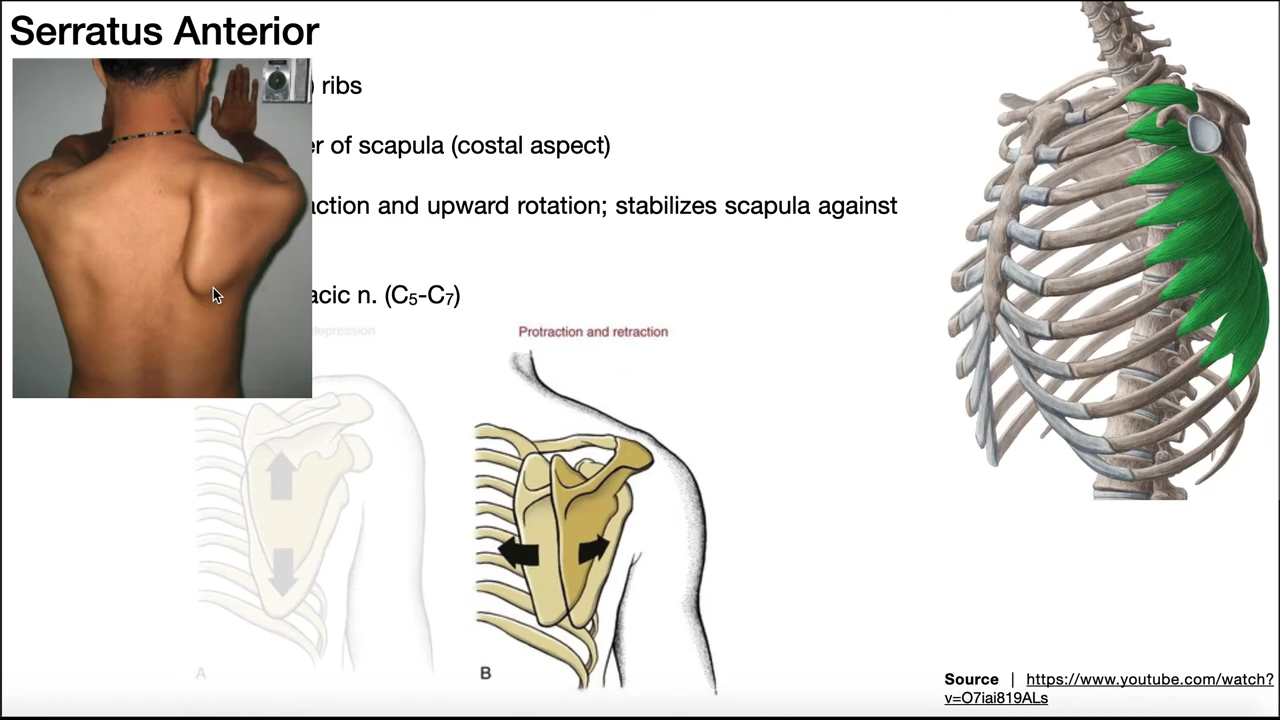 Serratus Anterior
) ribs
er of scapula (costal aspect)
action and upward rotation; stabilizes scapula against
acic n. (C5-C7)
depression
Protraction and retraction
A
B
Source | https://www.youtube.com/watch?
v=O7iai819ALs